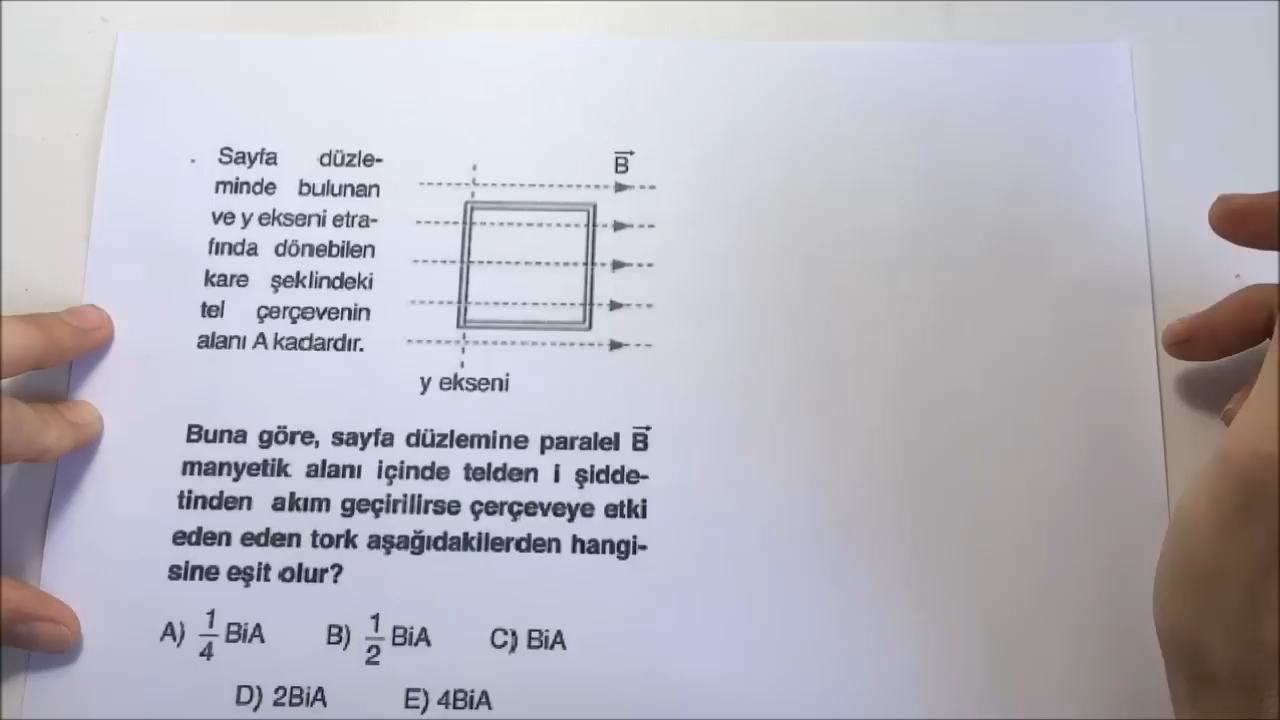 . Sayfa düzle-
minde bulunan
ve y ekseni etra-
fında dönebilen
kare şeklindeki
tel çerçevenin
alanı A kadardır.
B
y ekseni
Buna göre, sayfa düzlemine paralel B
manyetik alanı içinde telden i şidde-
tinden akım geçirilirse çerçeveye etki
eden eden tork aşağıdakilerden hangi-
sine eşit olur?
A) 1/4 BiA B) 1/2 BiA C) BiA
D) 2BiA E) 4BiA